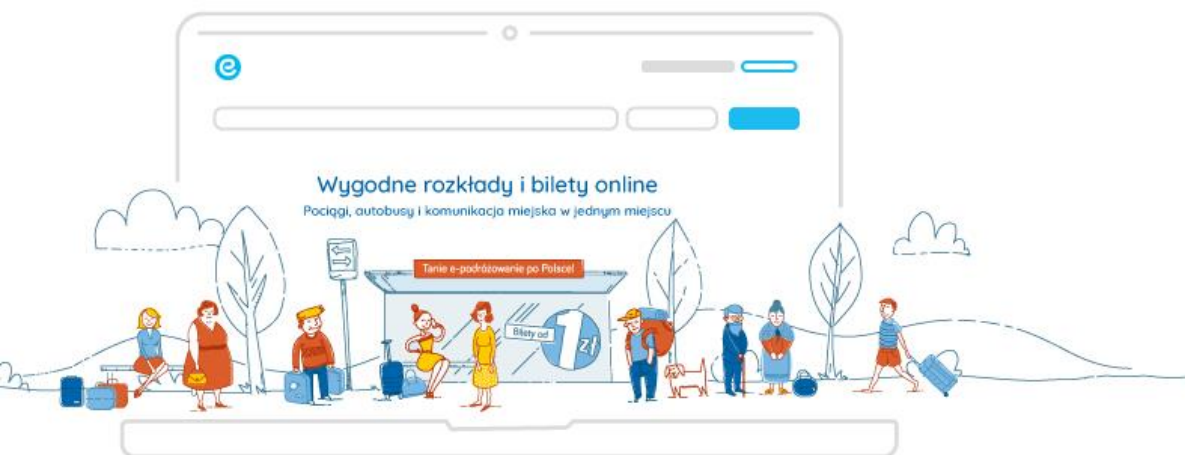 Wygodne rozkłady i bilety online
Pociągi, autobusy i komunikacja miejska w jednym miejscu
Tanie e-podróżowanie po Polsce!
Bilety od
1 zł